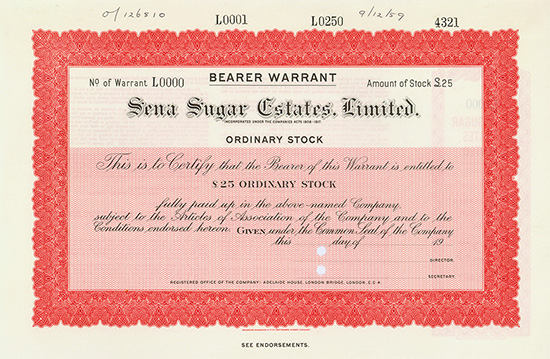 O/126810 L0001 L0250 9/12/59 4321
BEARER WARRANT
No of Warrant L0000 Amount of Stock £25
Sena Sugar Estates, Limited.
INCORPORATED UNDER THE COMPANIES ACTS 1908-1917
ORDINARY STOCK
This is to Certify that the Bearer of this Warrant is entitled to
£25 ORDINARY STOCK
fully paid up in the above-named Company,
subject to the Articles of Association of the Company and to the
Conditions endorsed hereon. GIVEN under the Common Seal of the Company
this day of 19
DIRECTOR.
SECRETARY.
REGISTERED OFFICE OF THE COMPANY: ADELAIDE HOUSE, LONDON BRIDGE, LONDON, E.C.4.
SEE ENDORSEMENTS.